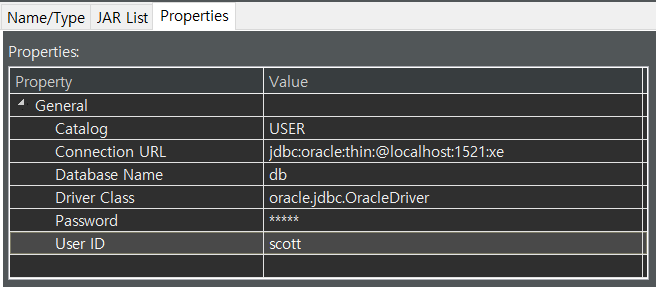 Name/Type JAR List Properties
Properties:
Property Value
General
Catalog USER
Connection URL jdbc:oracle:thin:@localhost:1521:xe
Database Name db
Driver Class oracle.jdbc.OracleDriver
Password *****
User ID scott